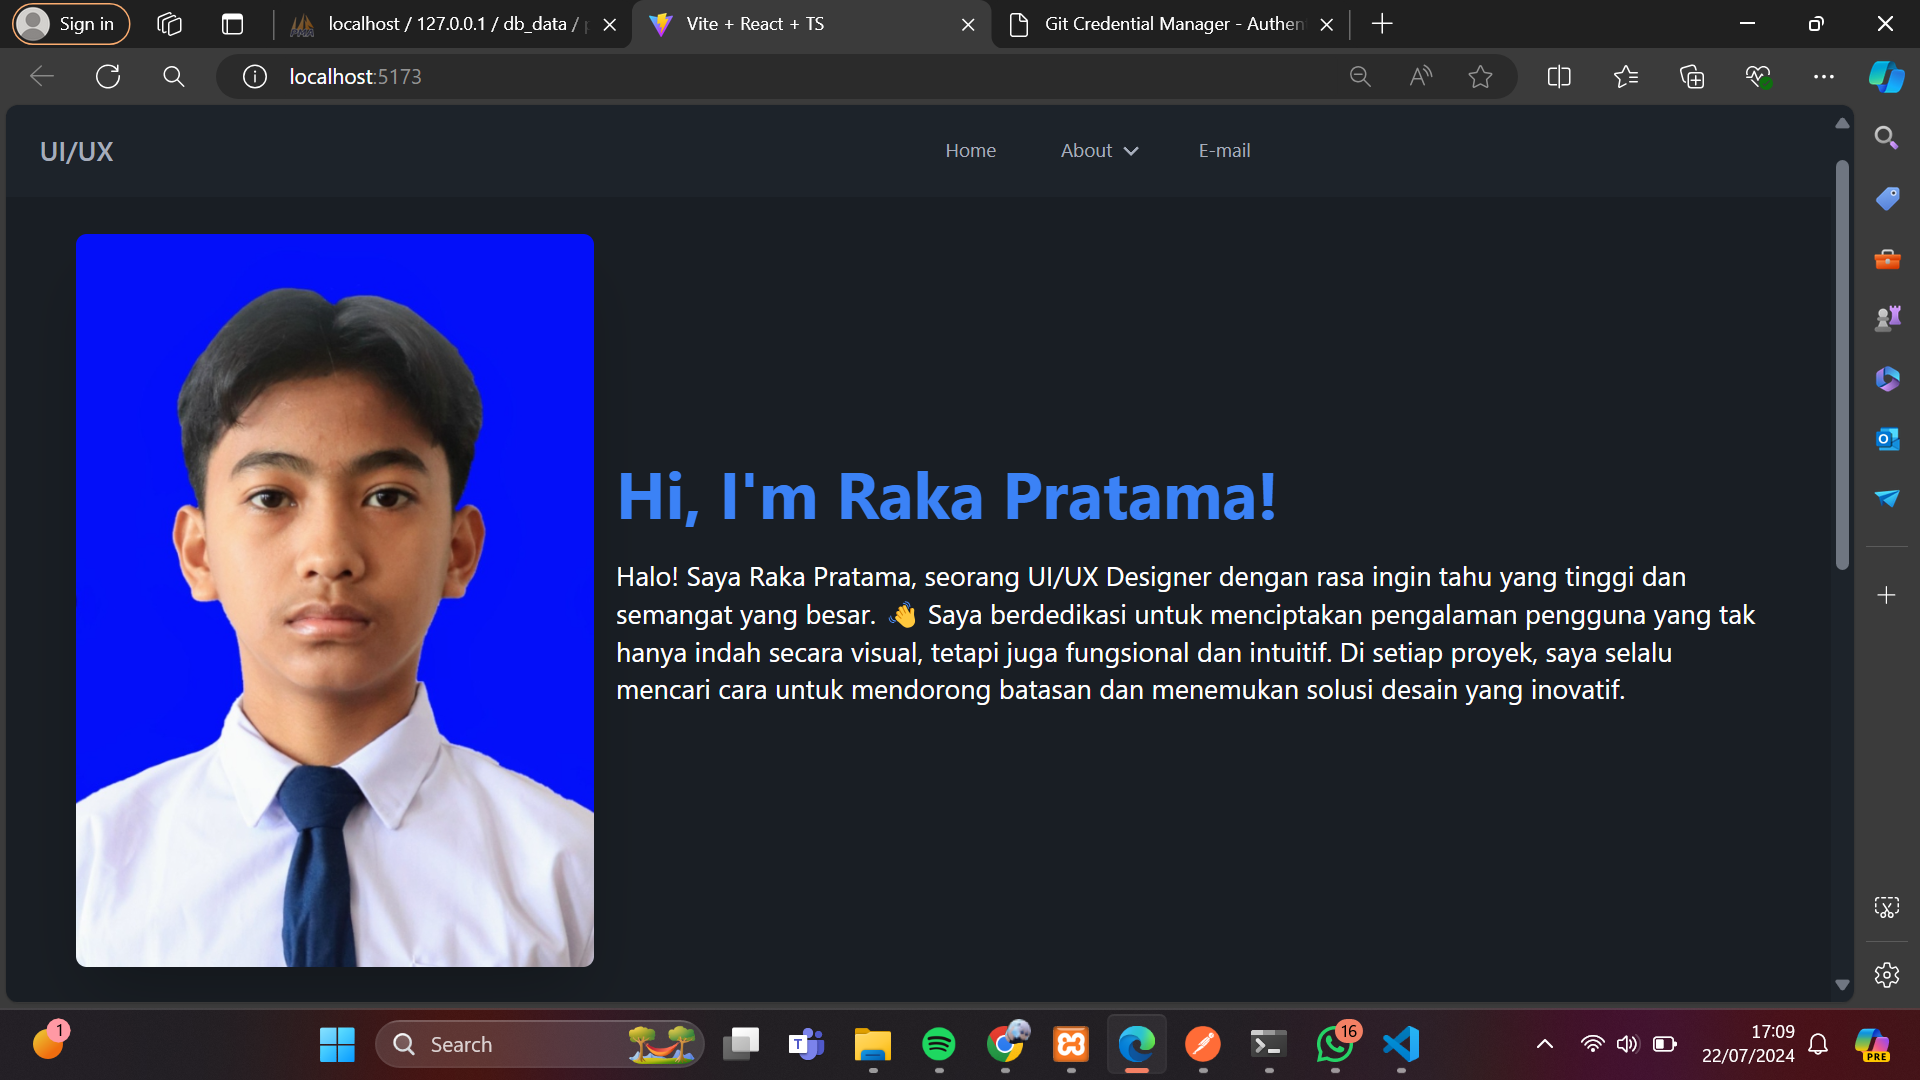 Sign in
localhost / 127.0.0.1 / db_data /
Vite + React + TS
Git Credential Manager - Authen
localhost:5173
UI/UX
Home
About
E-mail
Hi, I'm Raka Pratama!
Halo! Saya Raka Pratama, seorang UI/UX Designer dengan rasa ingin tahu yang tinggi dan
semangat yang besar. 👋 Saya berdedikasi untuk menciptakan pengalaman pengguna yang tak
hanya indah secara visual, tetapi juga fungsional dan intuitif. Di setiap proyek, saya selalu
mencari cara untuk mendorong batasan dan menemukan solusi desain yang inovatif.
1
Search
16
17:09
22/07/2024
PRE